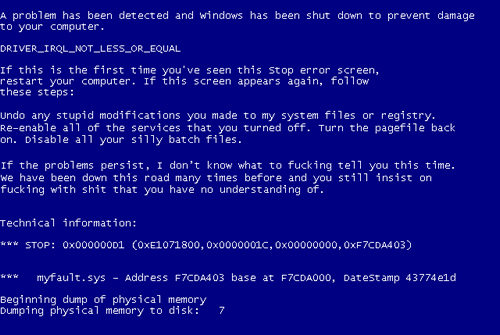 A problem has been detected and windows has been shut down to prevent damage
to your computer.
DRIVER_IRQL_NOT_LESS_OR_EQUAL
If this is the first time you've seen this Stop error screen,
restart your computer. If this screen appears again, follow
these steps:
Undo any stupid modifications you made to my system files or registry.
Re-enable all of the services that you turned off. Turn the pagefile back
on. Disable all your silly batch files.
If the problems persist, I don't know what to fucking tell you this time.
We have been down this road many times before and you still insist on
fucking with shit that you have no understanding of.
Technical information:
*** STOP: 0x000000D1 (0xE1071800,0x0000001C,0x00000000,0xF7CDA403)
*** myfault.sys – Address F7CDA403 base at F7CDA000, DateStamp 43774e1d
Beginning dump of physical memory
Dumping physical memory to disk: 7